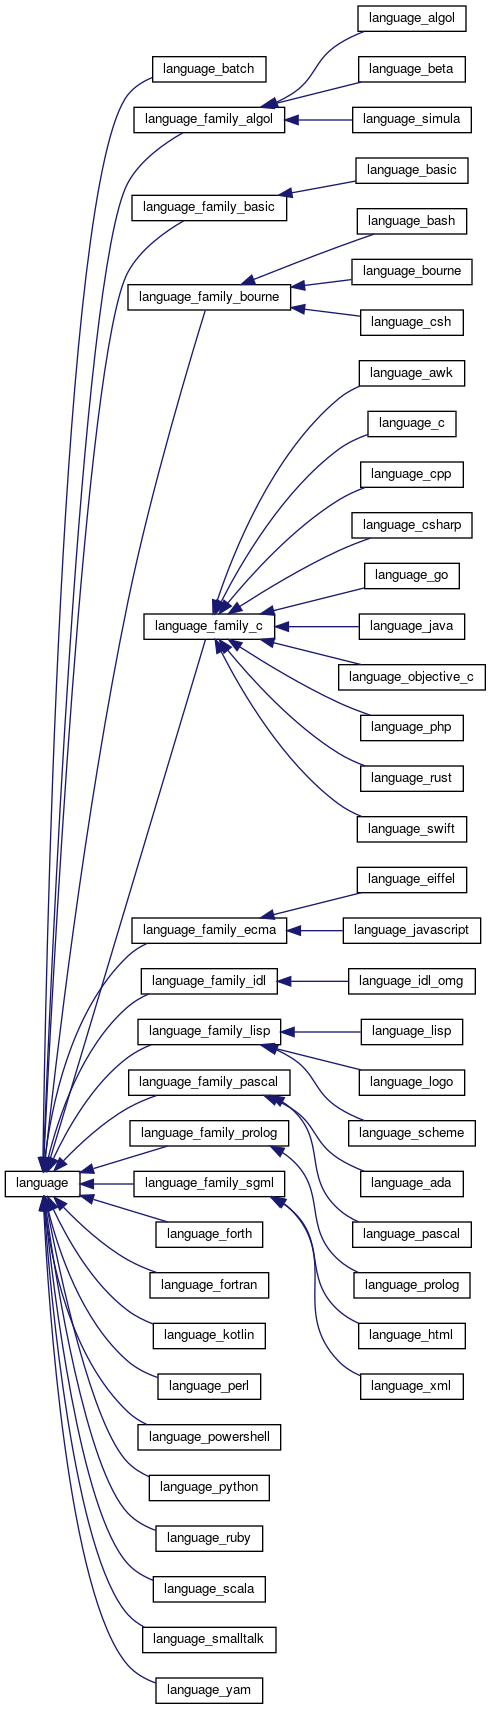 language_algol
language_batch
language_beta
language_family_algol
language_simula
language_basic
language_family_basic
language_bash
language_bourne
language_family_bourne
language_csh
language_awk
language_c
language_cpp
language_csharp
language_go
language_family_c
language_java
language_objective_c
language_php
language_rust
language_swift
language_eiffel
language_family_ecma
language_javascript
language_family_idl
language_idl_omg
language_family_lisp
language_lisp
language_family_pascal
language_logo
language_family_prolog
language_scheme
language
language_family_sgml
language_ada
language_forth
language_pascal
language_fortran
language_prolog
language_kotlin
language_html
language_perl
language_xml
language_powershell
language_python
language_ruby
language_scala
language_smalltalk
language_yam